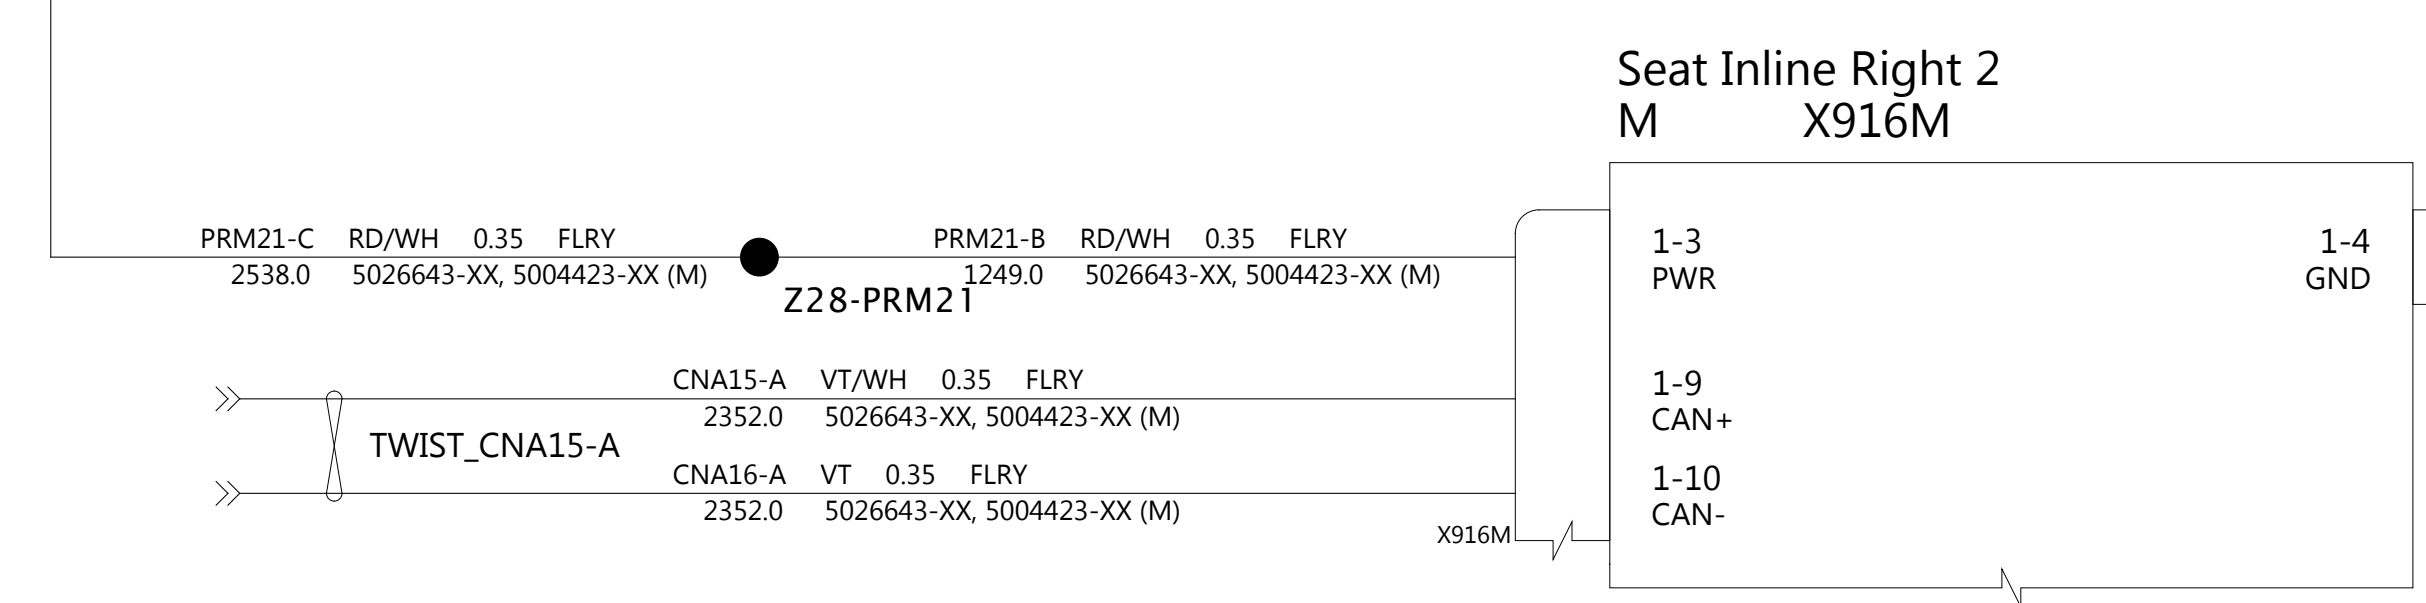 Seat Inline Right 2
M X916M
PRM21-C RD/WH 0.35 FLRY
2538.0 5026643-XX, 5004423-XX (M)
Z28-PRM21
PRM21-B RD/WH 0.35 FLRY
1249.0 5026643-XX, 5004423-XX (M)
1-3
PWR
1-4
GND
CNA15-A VT/WH 0.35 FLRY
2352.0 5026643-XX, 5004423-XX (M)
1-9
CAN+
TWIST_CNA15-A
CNA16-A VT 0.35 FLRY
2352.0 5026643-XX, 5004423-XX (M)
1-10
CAN-
X916M